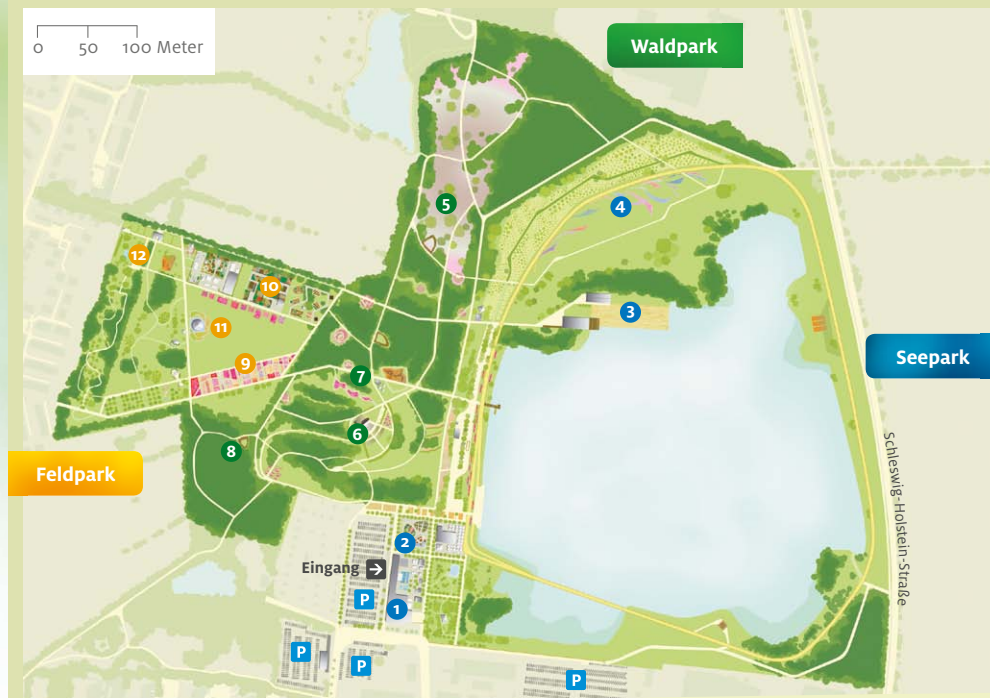 0 50 100 Meter
Waldpark
5
4
12
10
3
11
9
7
Seepark
6
8
Feldpark
Schleswig-Holstein-Straße
2
Eingang →
P
1
P
P
P